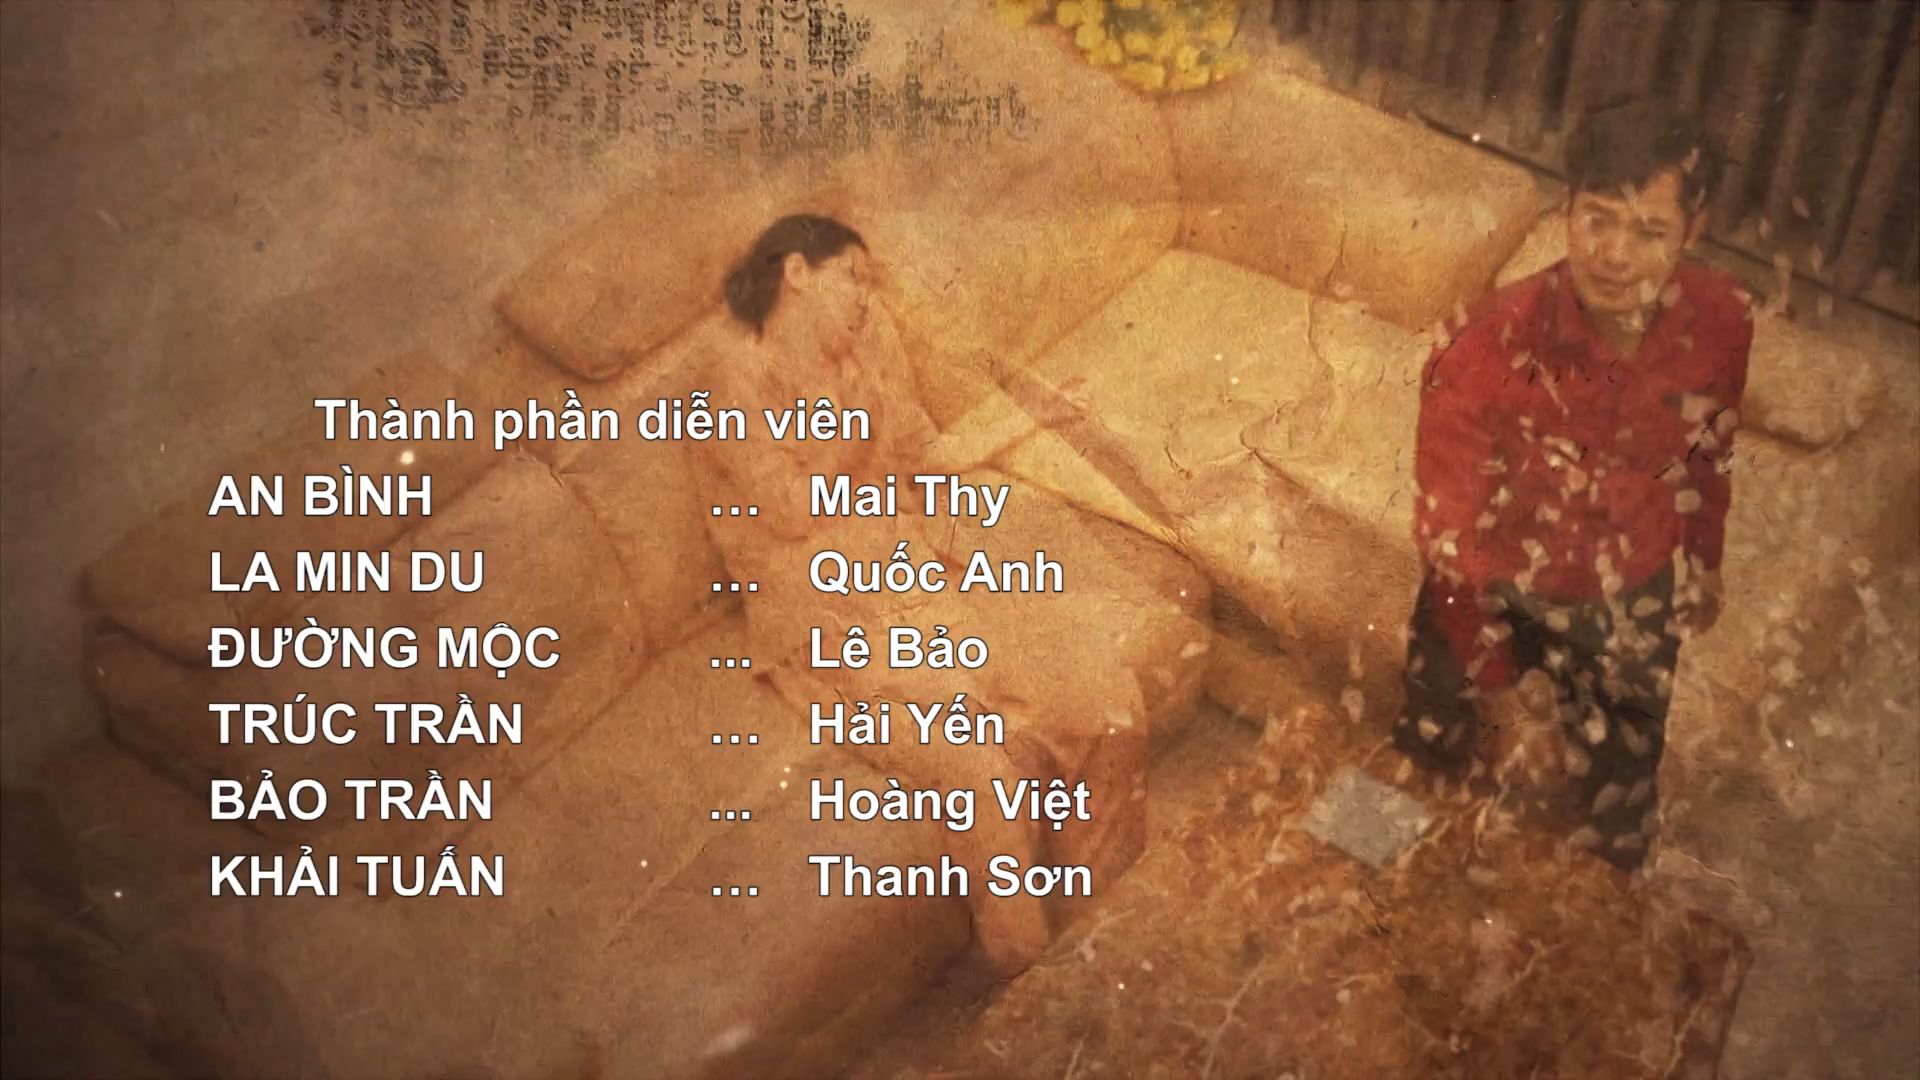 Thành phần diễn viên
AN BÌNH … Mai Thy
LA MIN DU … Quốc Anh
ĐƯỜNG MỘC ... Lê Bảo
TRÚC TRẦN … Hải Yến
BẢO TRẦN ... Hoàng Việt
KHẢI TUẤN … Thanh Sơn